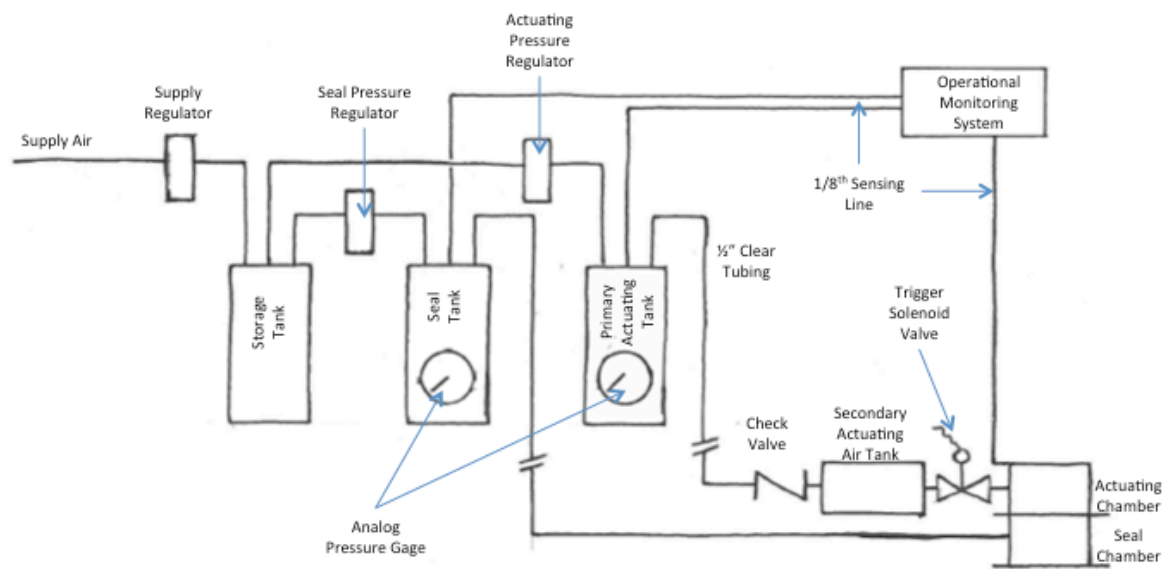 Actuating
Pressure
Regulator
Supply
Regulator
Seal Pressure
Regulator
Operational
Monitoring
System
Supply Air
1/8th Sensing
Line
½” Clear
Tubing
Storage
Tank
Seal
Tank
Primary
Actuating
Tank
Trigger
Solenoid
Valve
Check
Valve
Secondary
Actuating
Air Tank
Actuating
Chamber
Analog
Pressure Gage
Seal
Chamber